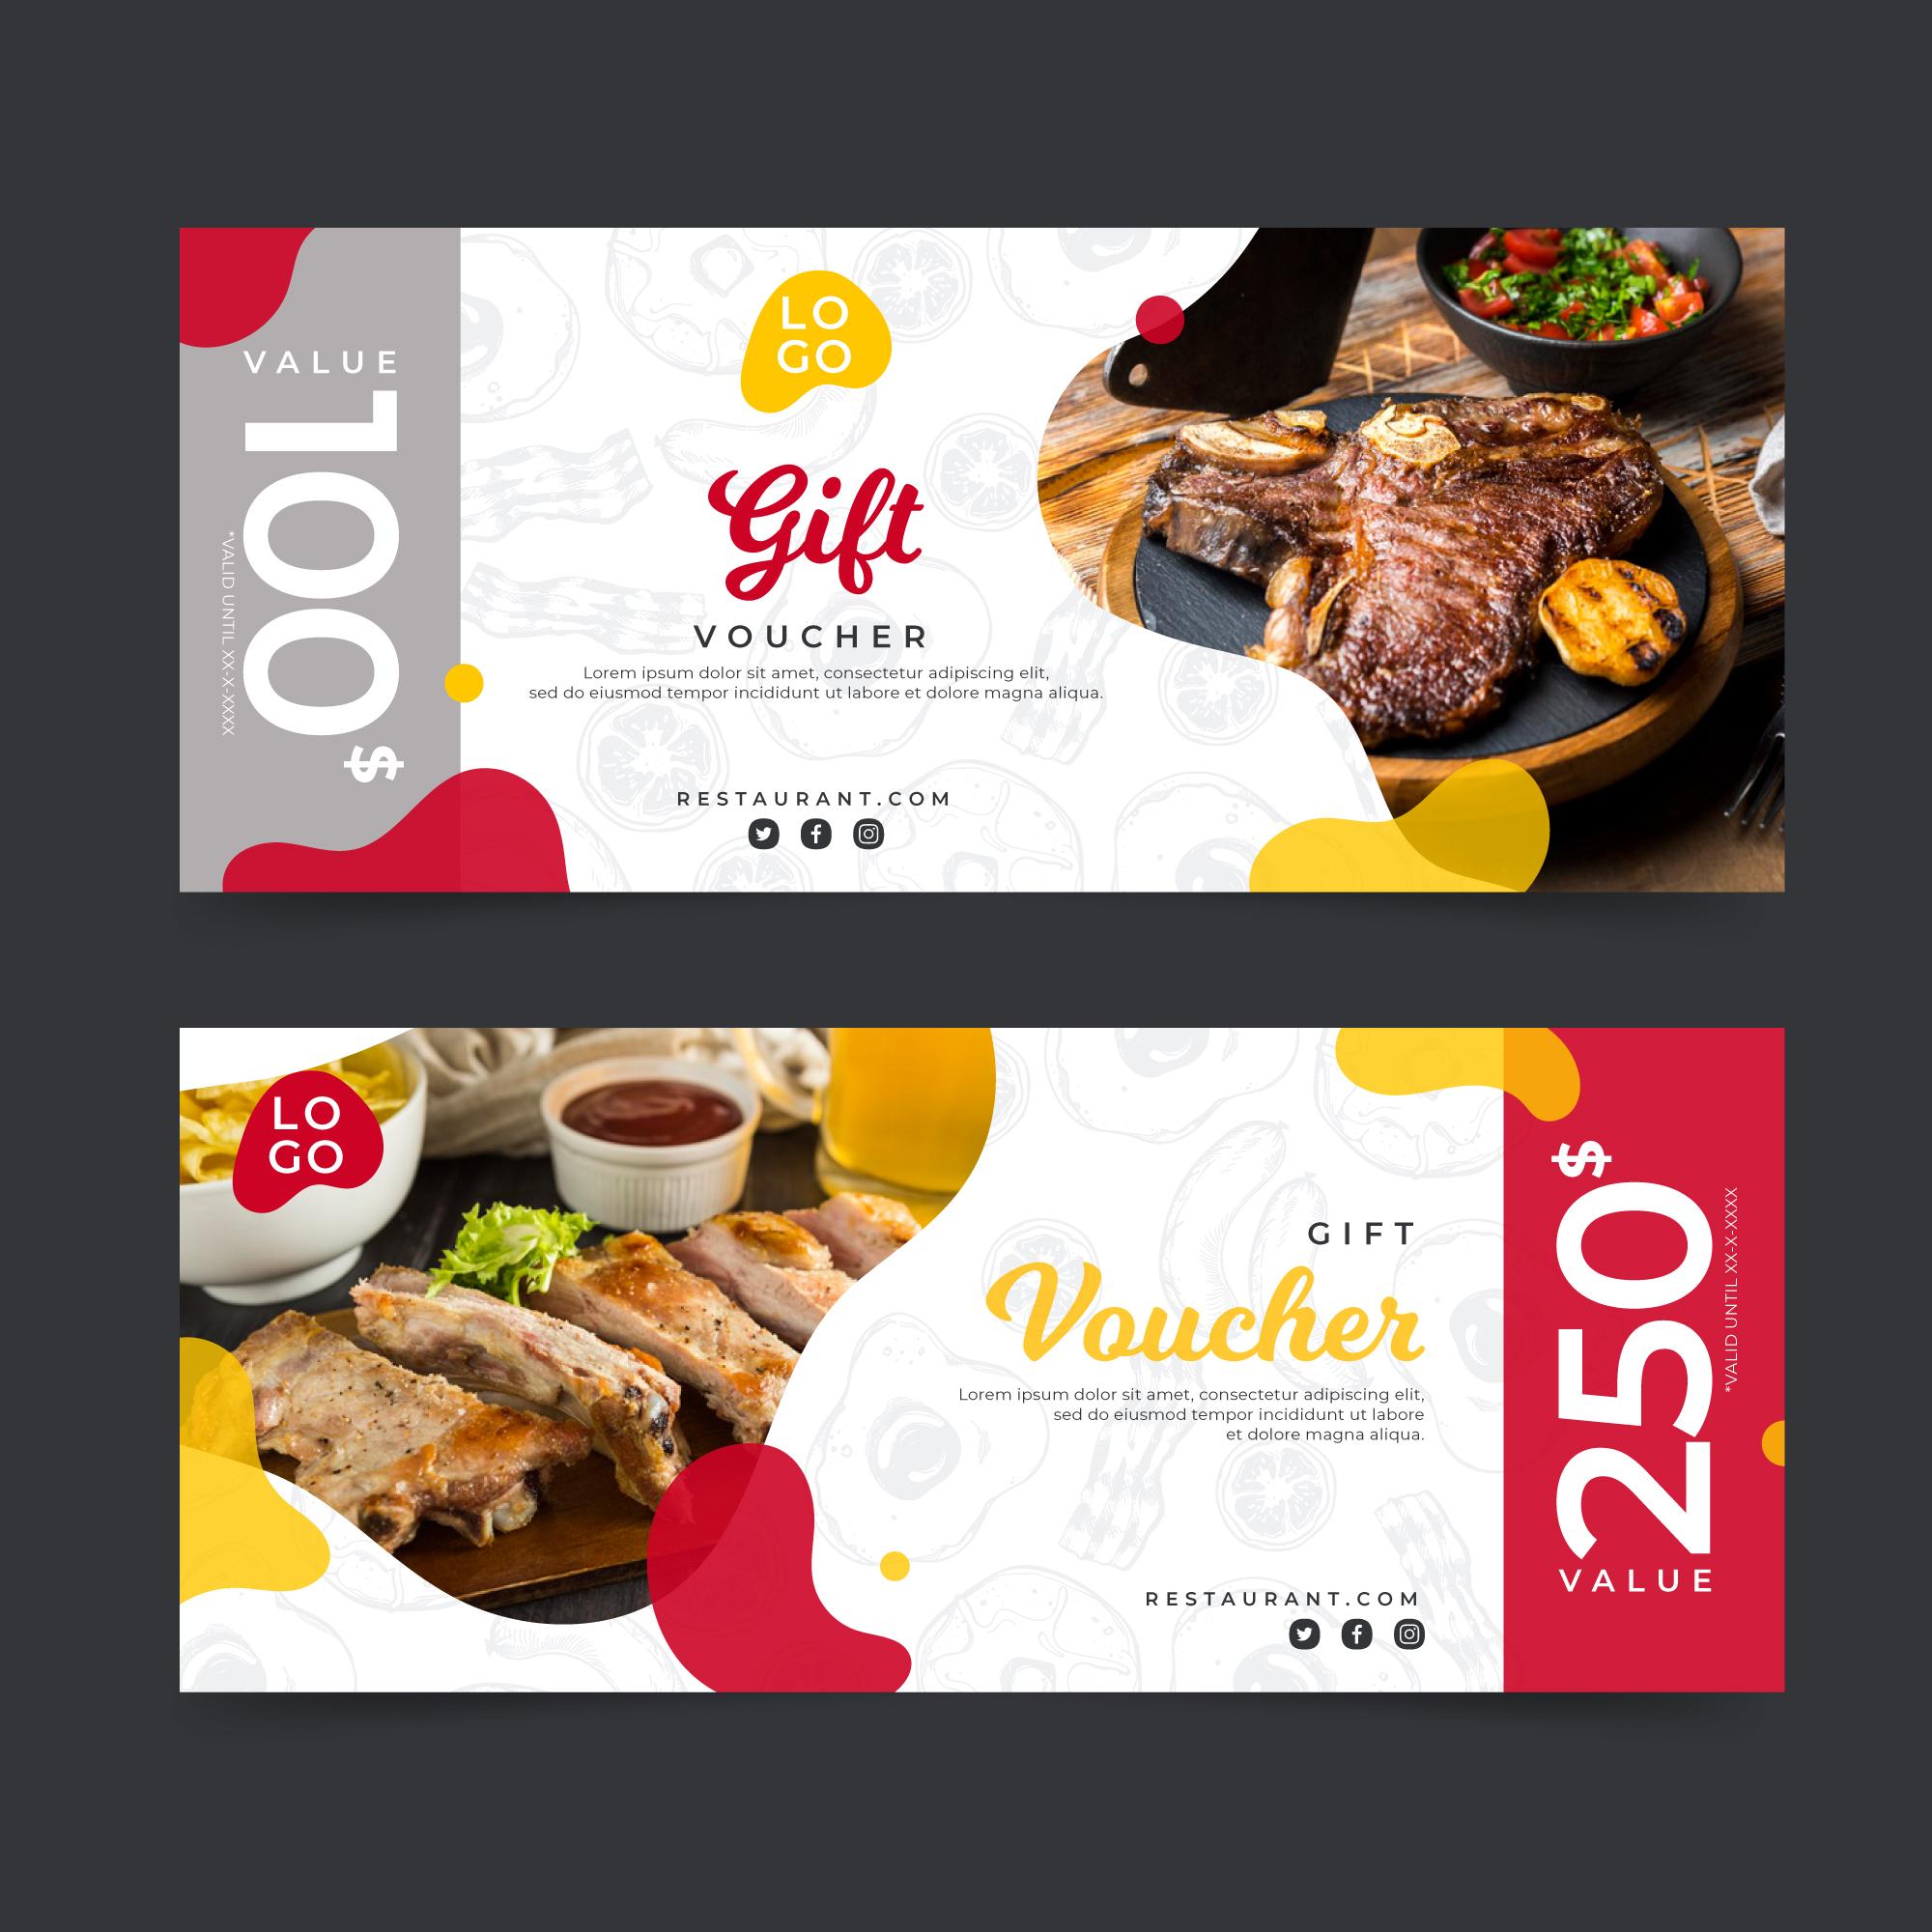 VALUE
100
$
*VALID UNTIL XX-X-XXXX
LO
GO
Gift
VOUCHER
Lorem ipsum dolor sit amet, consectetur adipiscing elit,
sed do eiusmod tempor incididunt ut labore et dolore magna aliqua.
RESTAURANT.COM
LO
GO
GIFT
Voucher
Lorem ipsum dolor sit amet, consectetur adipiscing elit,
sed do eiusmod tempor incididunt ut labore
et dolore magna aliqua.
RESTAURANT.COM
250$
*VALID UNTIL XX-X-XXXX
VALUE